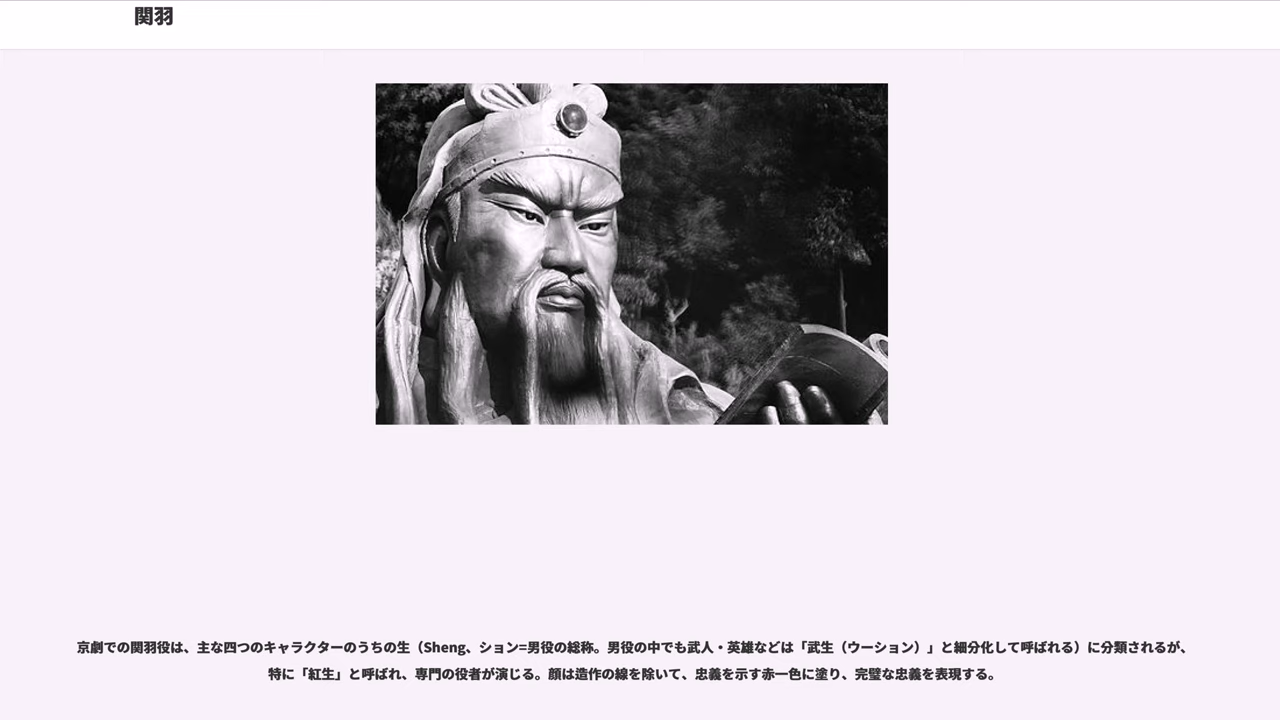 関羽
京劇での関羽役は、主な四つのキャラクターのうちの生（Sheng、ション=男役の総称。男役の中でも武人・英雄などは「武生（ウーション）」と細分化して呼ばれる）に分類されるが、
特に「紅生」と呼ばれ、専門の役者が演じる。顔は造作の線を除いて、忠義を示す赤一色に塗り、完璧な忠義を表現する。